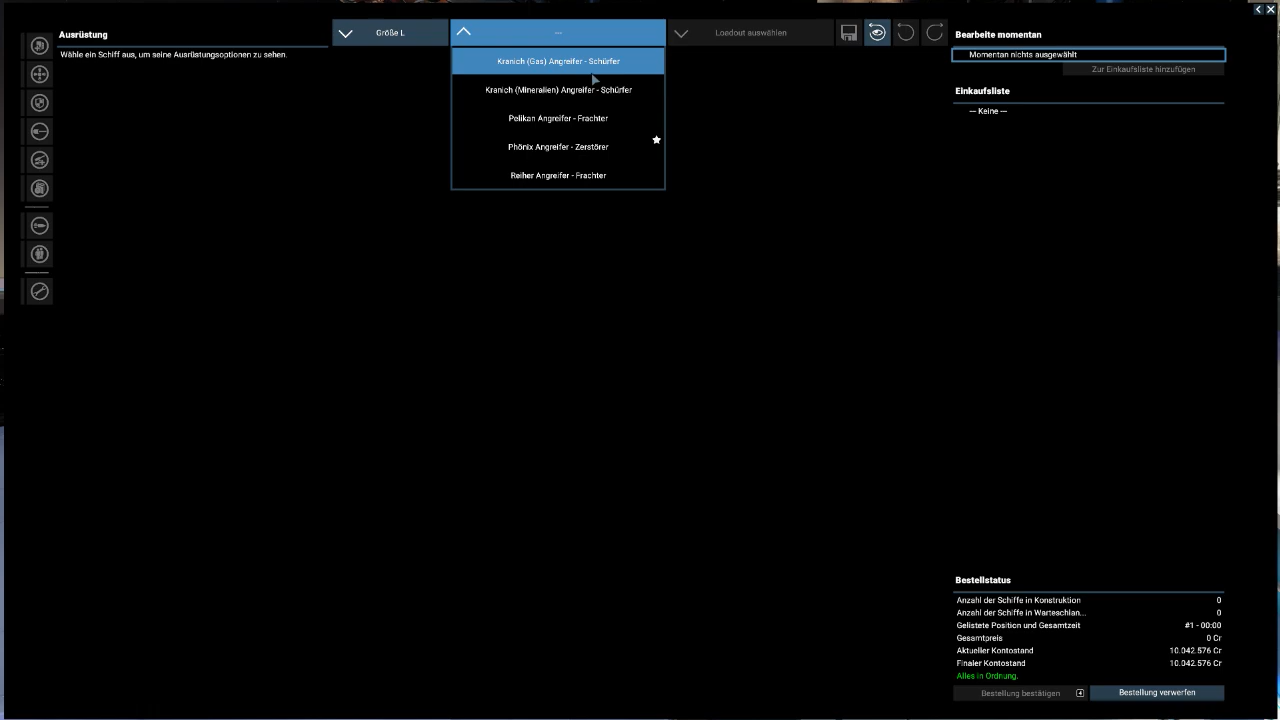 Ausrüstung
Wähle ein Schiff aus, um seine Ausrüstungsoptionen zu sehen.
Größe L
---
Loadout auswählen
Kranich (Gas) Angreifer - Schürfer
Kranich (Mineralien) Angreifer - Schürfer
Pelikan Angreifer - Frachter
Phönix Angreifer - Zerstörer
Reiher Angreifer - Frachter
Bearbeite momentan
Momentan nichts ausgewählt
Zur Einkaufsliste hinzufügen
Einkaufsliste
--- Keine ---
Bestellstatus
Anzahl der Schiffe in Konstruktion 0
Anzahl der Schiffe in Warteschlan... 0
Gelistete Position und Gesamtzeit #1 - 00:00
Gesamtpreis 0 Cr
Aktueller Kontostand 10.042.576 Cr
Finaler Kontostand 10.042.576 Cr
Alles in Ordnung.
Bestellung bestätigen
Bestellung verwerfen